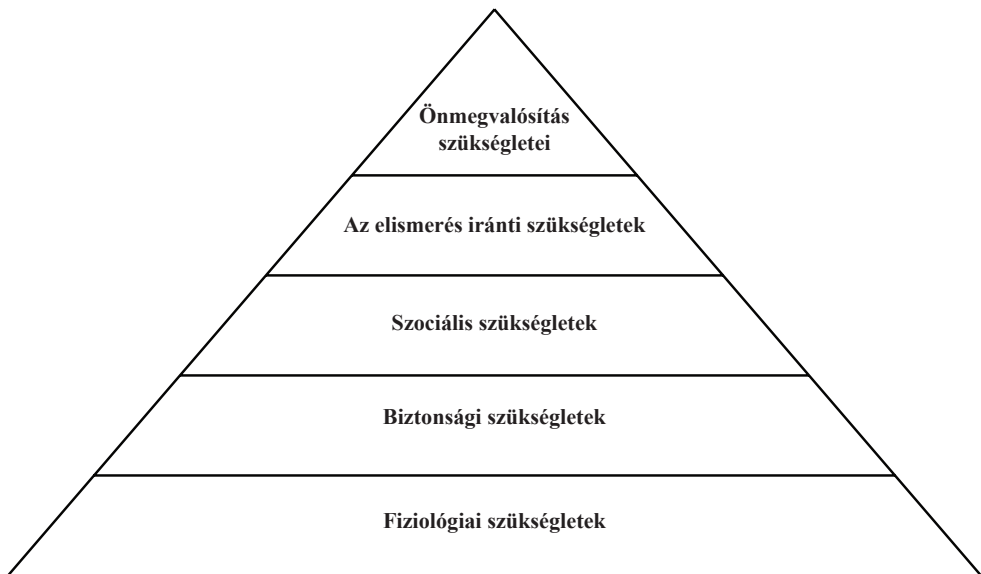 Önmegvalósítás
szükségletei
Az elismerés iránti szükségletek
Szociális szükségletek
Biztonsági szükségletek
Fiziológiai szükségletek